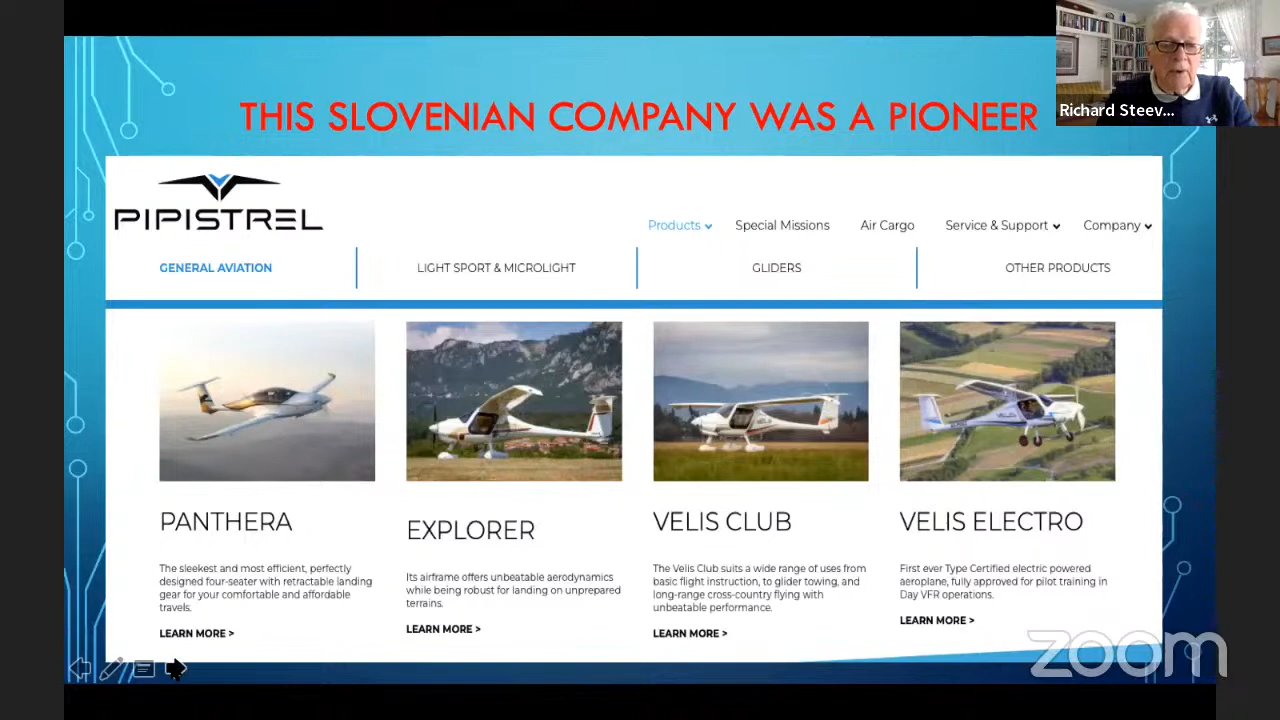 THIS SLOVENIAN COMPANY WAS A PIONEER
Richard Steev...
PIPISTREL
Products
Special Missions
Air Cargo
Service & Support
Company
GENERAL AVIATION
LIGHT SPORT & MICROLIGHT
GLIDERS
OTHER PRODUCTS
PANTHERA
The sleekest and most efficient, perfectly
designed four-seater with retractable landing
gear for your comfortable and affordable
travels.
LEARN MORE >
EXPLORER
Its airframe offers unbeatable aerodynamics
while being robust for landing on unprepared
terrains.
LEARN MORE >
VELIS CLUB
The Velis Club suits a wide range of uses from
basic flight instruction, to glider towing, and
long-range cross-country flying with
unbeatable performance.
LEARN MORE >
VELIS ELECTRO
First ever Type Certified electric powered
aeroplane, fully approved for pilot training in
Day VFR operations.
LEARN MORE >
zoom